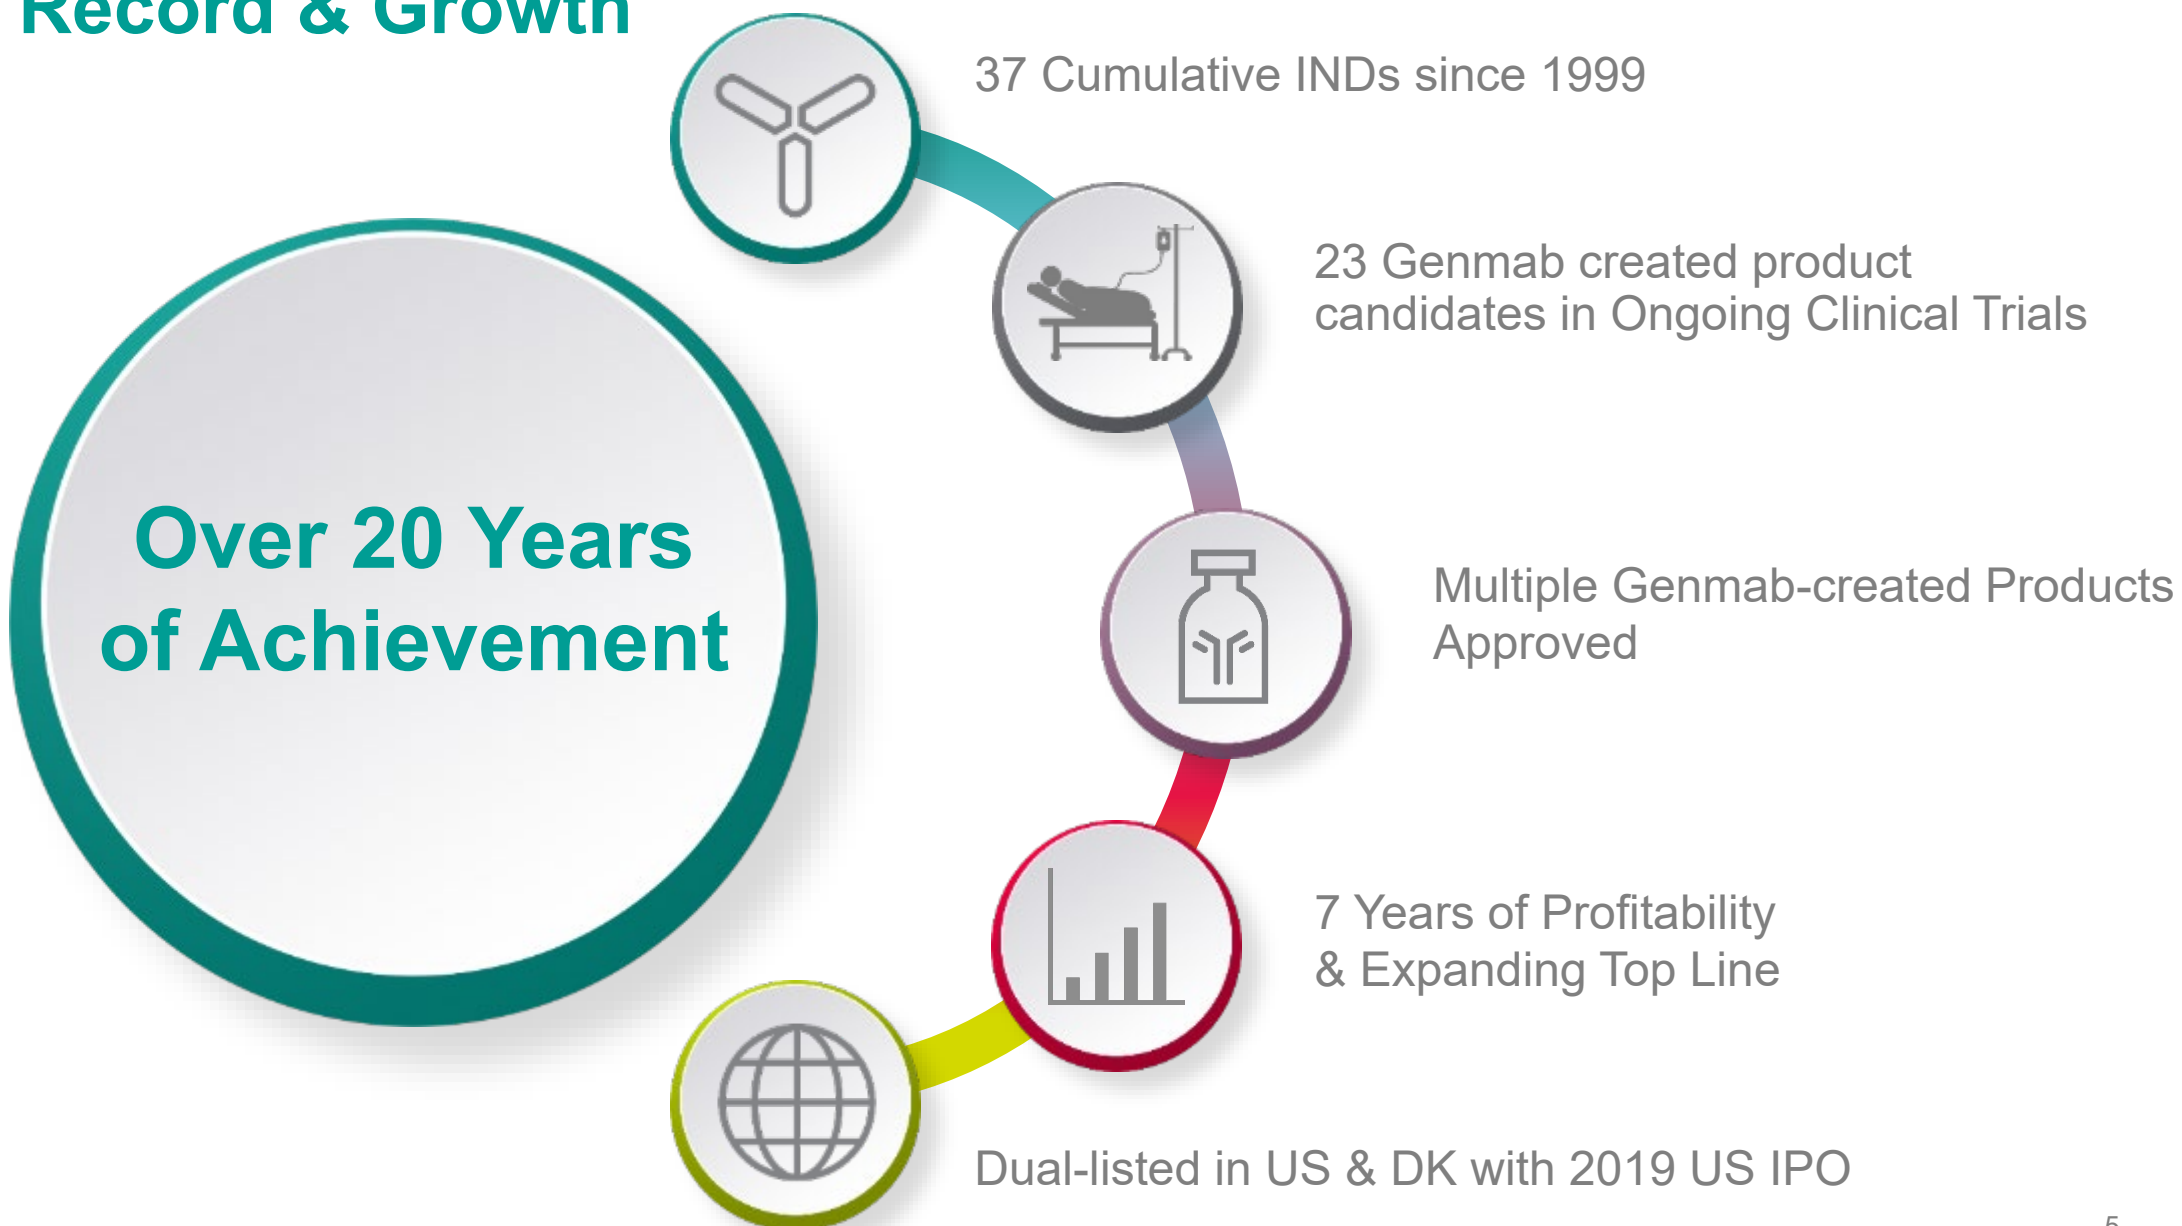 Record & Growth
37 Cumulative INDs since 1999
23 Genmab created product
candidates in Ongoing Clinical Trials
Over 20 Years
of Achievement
Multiple Genmab-created Products
Approved
7 Years of Profitability
& Expanding Top Line
Dual-listed in US & DK with 2019 US IPO
5